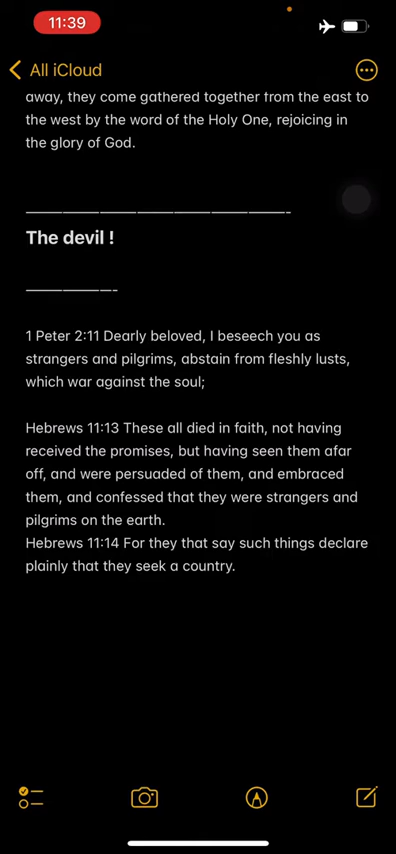 11:39
All iCloud
away, they come gathered together from the east to
the west by the word of the Holy One, rejoicing in
the glory of God.
———————————————————-
The devil !
———————-
1 Peter 2:11 Dearly beloved, I beseech you as
strangers and pilgrims, abstain from fleshly lusts,
which war against the soul;
Hebrews 11:13 These all died in faith, not having
received the promises, but having seen them afar
off, and were persuaded of them, and embraced
them, and confessed that they were strangers and
pilgrims on the earth.
Hebrews 11:14 For they that say such things declare
plainly that they seek a country.